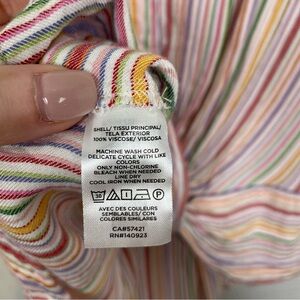 SHELL/ TISSU PRINCIPAL/
TELA EXTERIOR
100% VISCOSE/ VISCOSA
MACHINE WASH COLD
DELICATE CYCLE WITH LIKE
COLORS
ONLY NON-CHLORINE
BLEACH WHEN NEEDED
LINE DRY
COOL IRON WHEN NEEDED
30
P
AVEC DES COULEURS
SEMBLABLES/ CON
COLORES SIMILARES
CA#57421
RN#140923